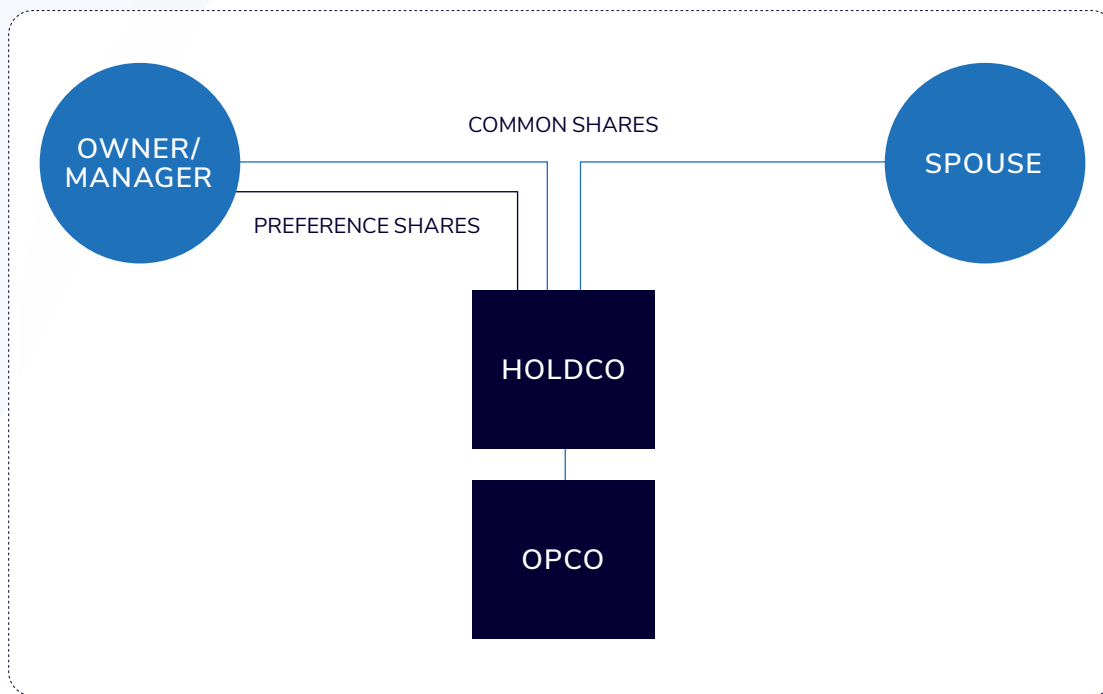 COMMON SHARES
OWNER/
MANAGER
SPOUSE
PREFERENCE SHARES
HOLDCO
OPCO